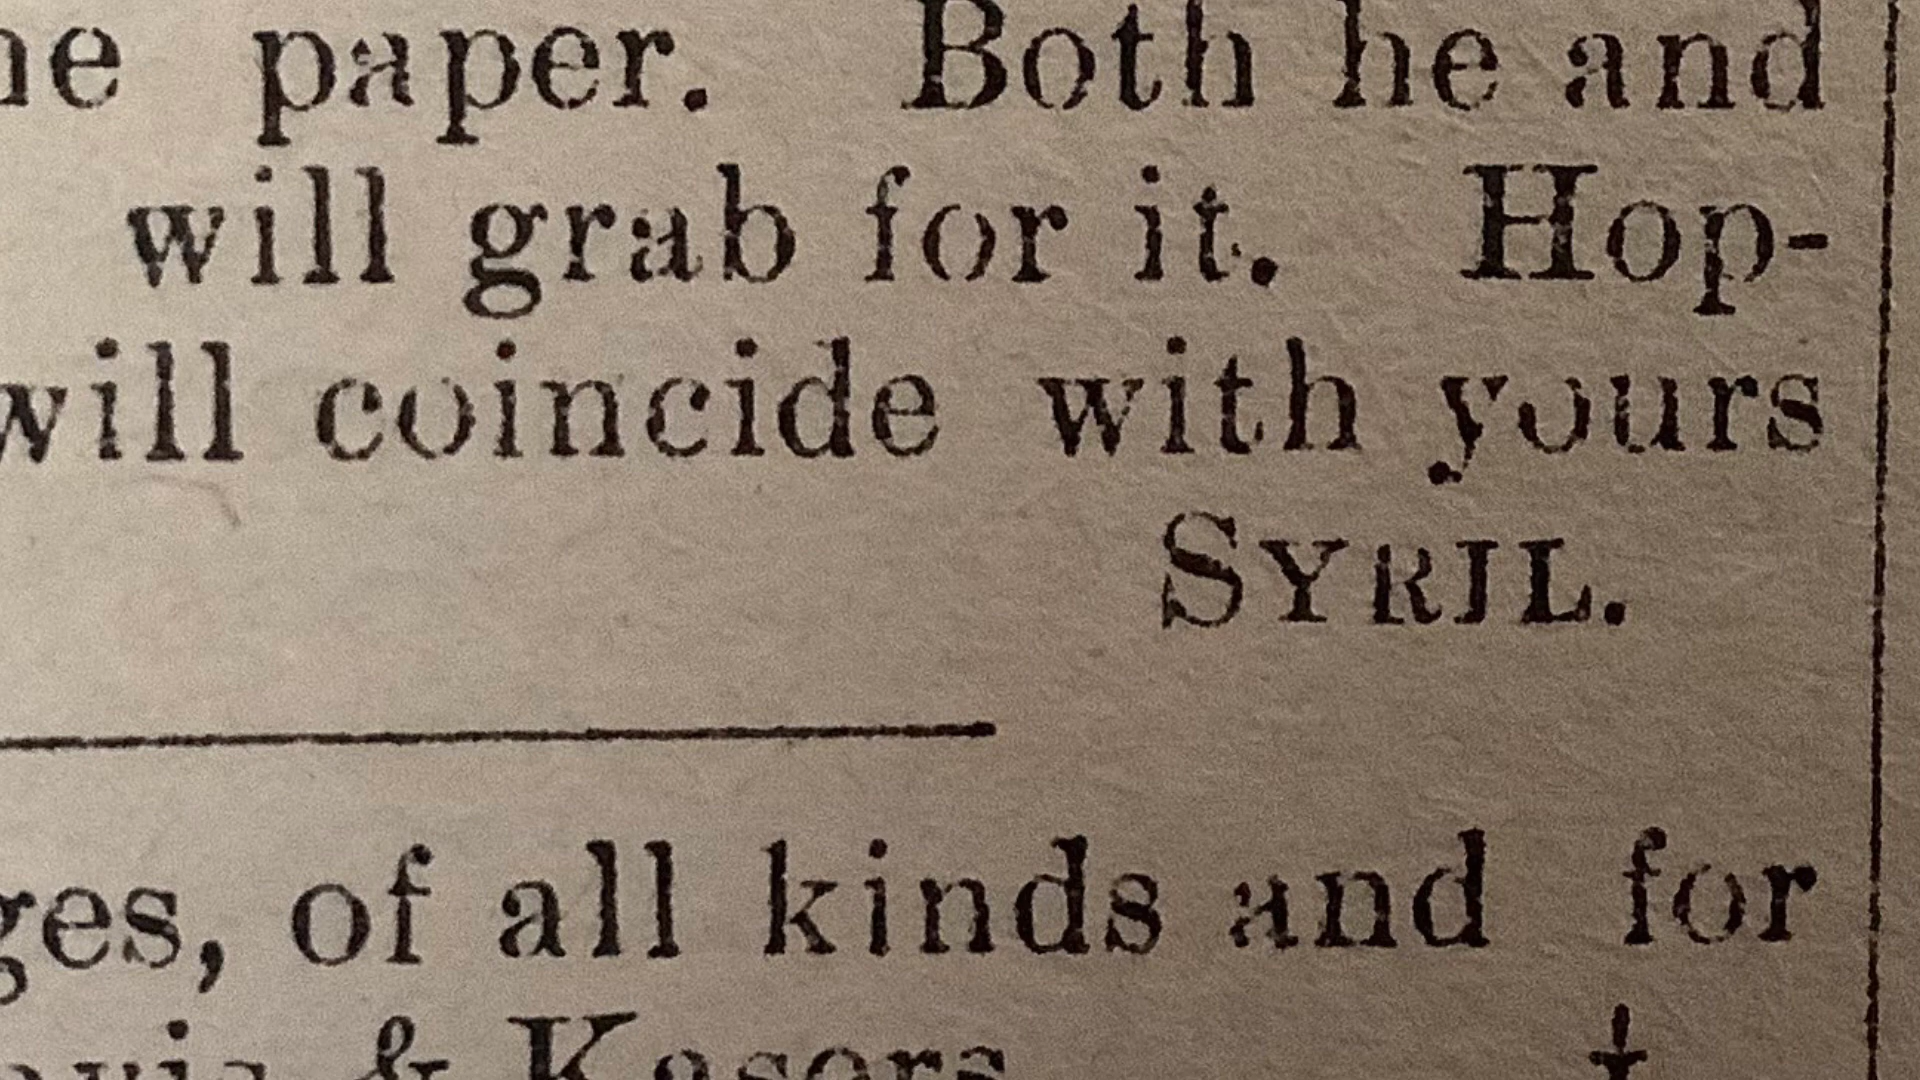 he paper. Both he and
will grab for it. Hop-
will coincide with yours
SYRIL.
ges, of all kinds and for
& Kasers